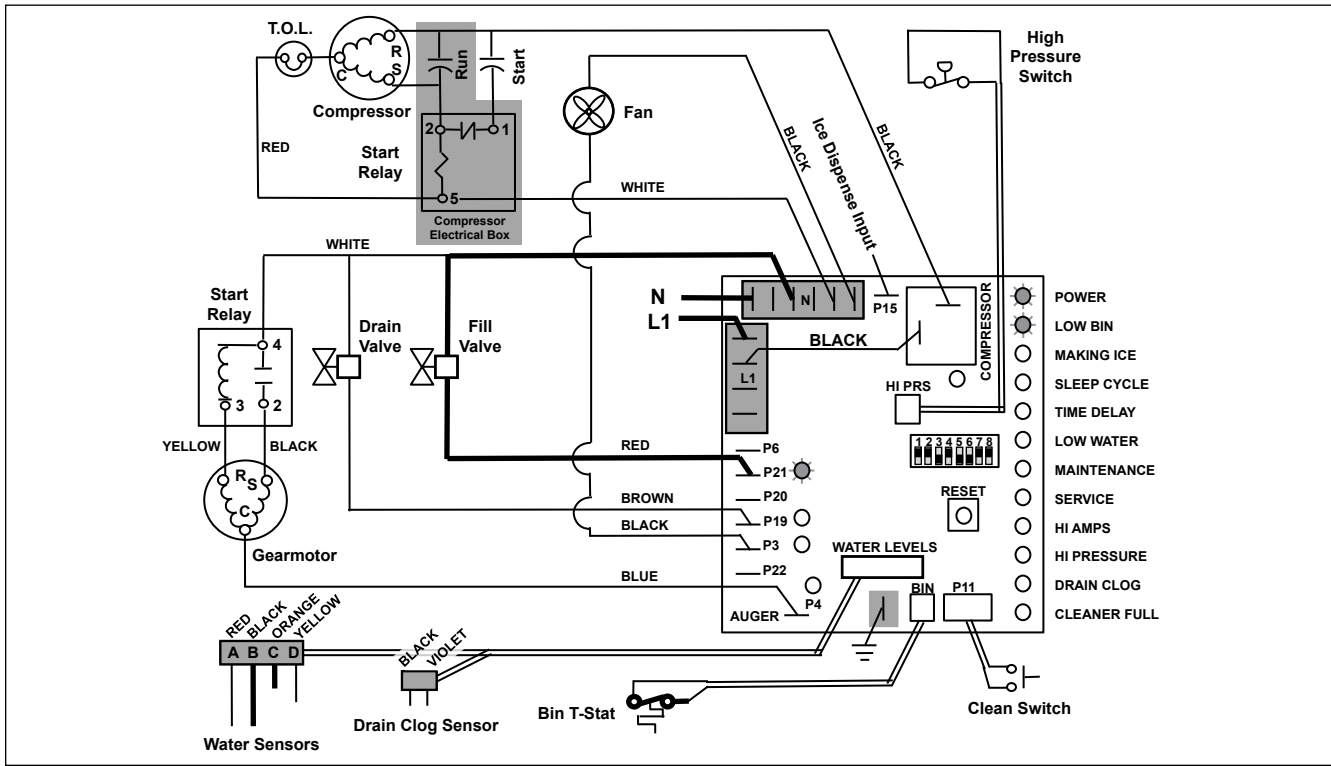 T.O.L.
R
S
C
Compressor
Run
Start
RED
2
1
Start
Relay
5
Compressor
Electrical Box
WHITE
Fan
BLACK
Ice Dispense Input
BLACK
High
Pressure
Switch
WHITE
Start
Relay
4
3
2
YELLOW
BLACK
R
S
C
Gearmotor
Drain
Valve
Fill
Valve
N
L1
N
P15
COMPRESSOR
BLACK
L1
HI PRS
1 2 3 4 5 6 7 8
RED
P6
P21
P20
BROWN
P19
BLACK
P3
P22
BLUE
P4
AUGER
RESET
WATER LEVELS
BIN
P11
POWER
LOW BIN
MAKING ICE
SLEEP CYCLE
TIME DELAY
LOW WATER
MAINTENANCE
SERVICE
HI AMPS
HI PRESSURE
DRAIN CLOG
CLEANER FULL
RED
BLACK
ORANGE
YELLOW
A B C D
Water Sensors
BLACK
VIOLET
Drain Clog Sensor
Bin T-Stat
Clean Switch